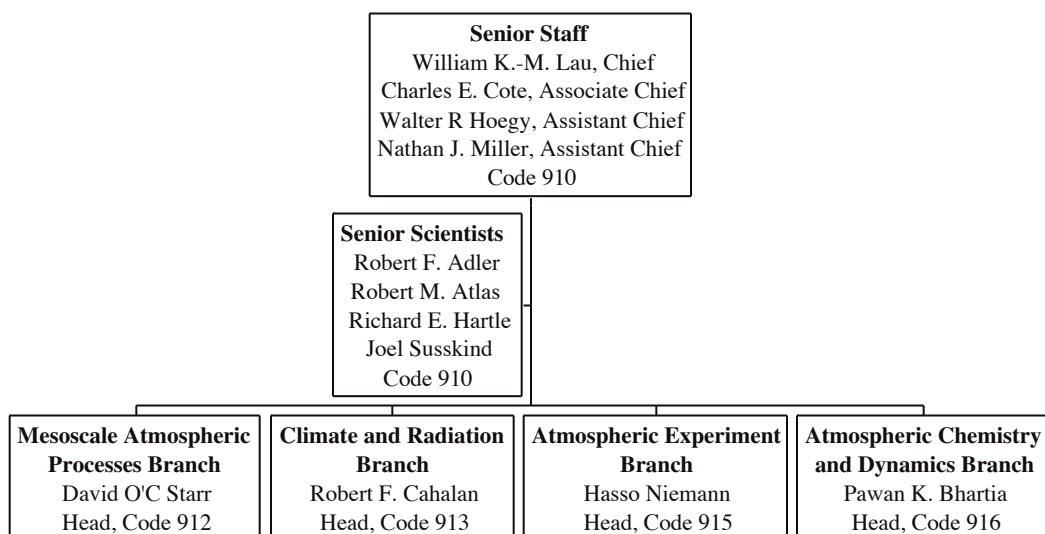 Senior Staff
William K.-M. Lau, Chief
Charles E. Cote, Associate Chief
Walter R Hoegy, Assistant Chief
Nathan J. Miller, Assistant Chief
Code 910
Senior Scientists
Robert F. Adler
Robert M. Atlas
Richard E. Hartle
Joel Susskind
Code 910
Mesoscale Atmospheric
Processes Branch
David O'C Starr
Head, Code 912
Climate and Radiation
Branch
Robert F. Cahalan
Head, Code 913
Atmospheric Experiment
Branch
Hasso Niemann
Head, Code 915
Atmospheric Chemistry
and Dynamics Branch
Pawan K. Bhartia
Head, Code 916